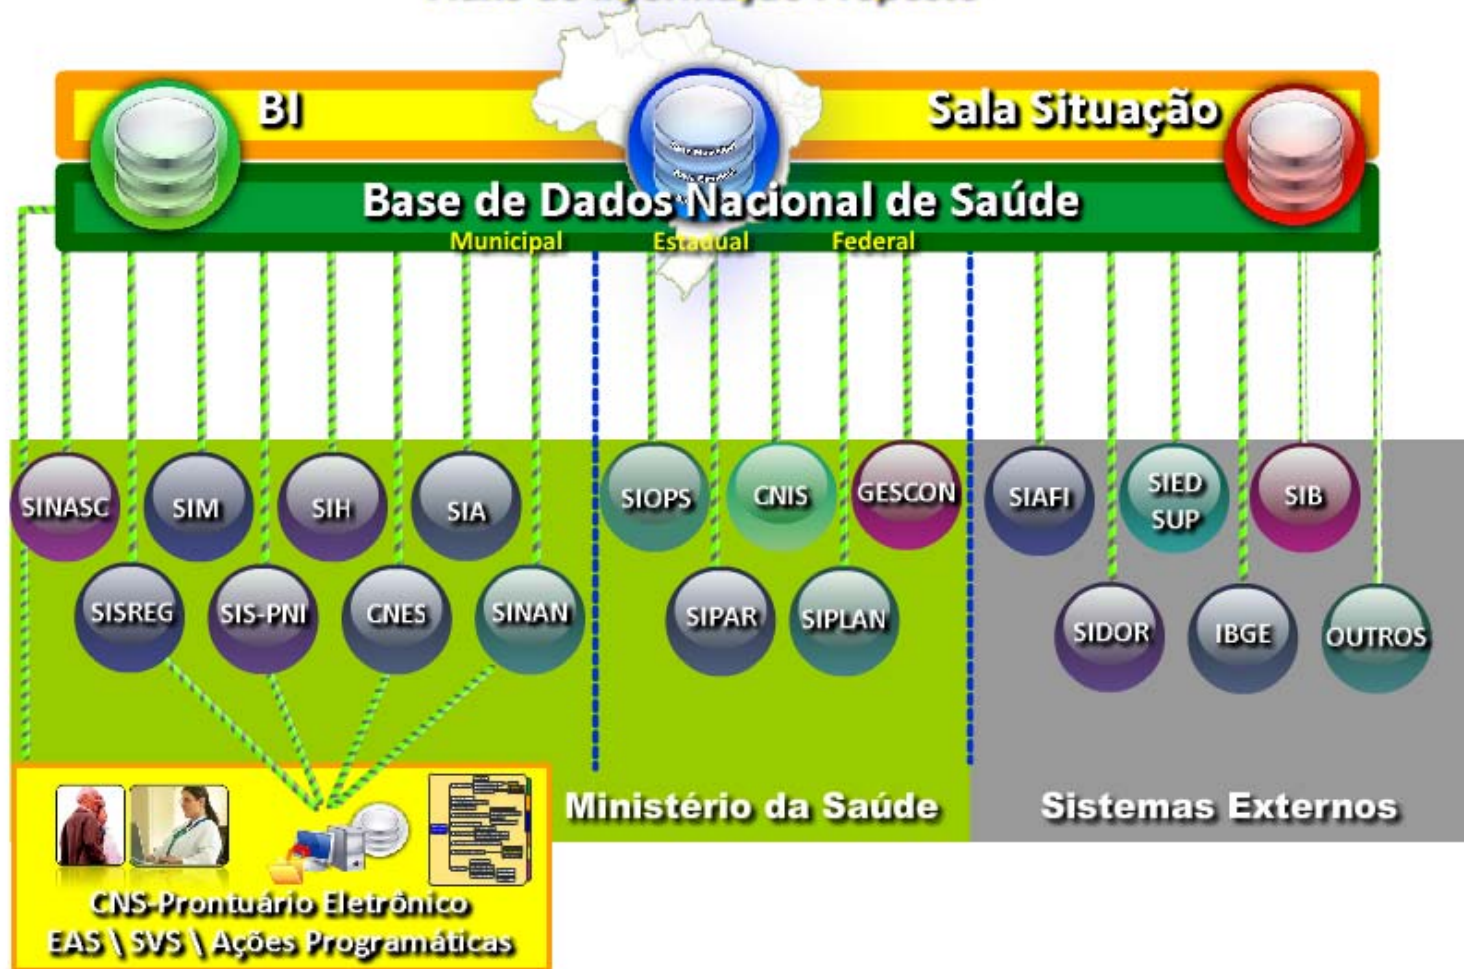 BI
Sala Situação
Base de Dados Nacional de Saúde
Municipal Estadual Federal
SINASC SIM SIH SIA SIOPS CNIS GESCON SIAFI SIED SUP SIB
SISREG SIS-PNI CNES SINAN SIPAR SIPLAN SIDOR IBGE OUTROS
Ministério da Saúde
Sistemas Externos
CNS-Prontuário Eletrônico
EAS \ SVS \ Ações Programáticas